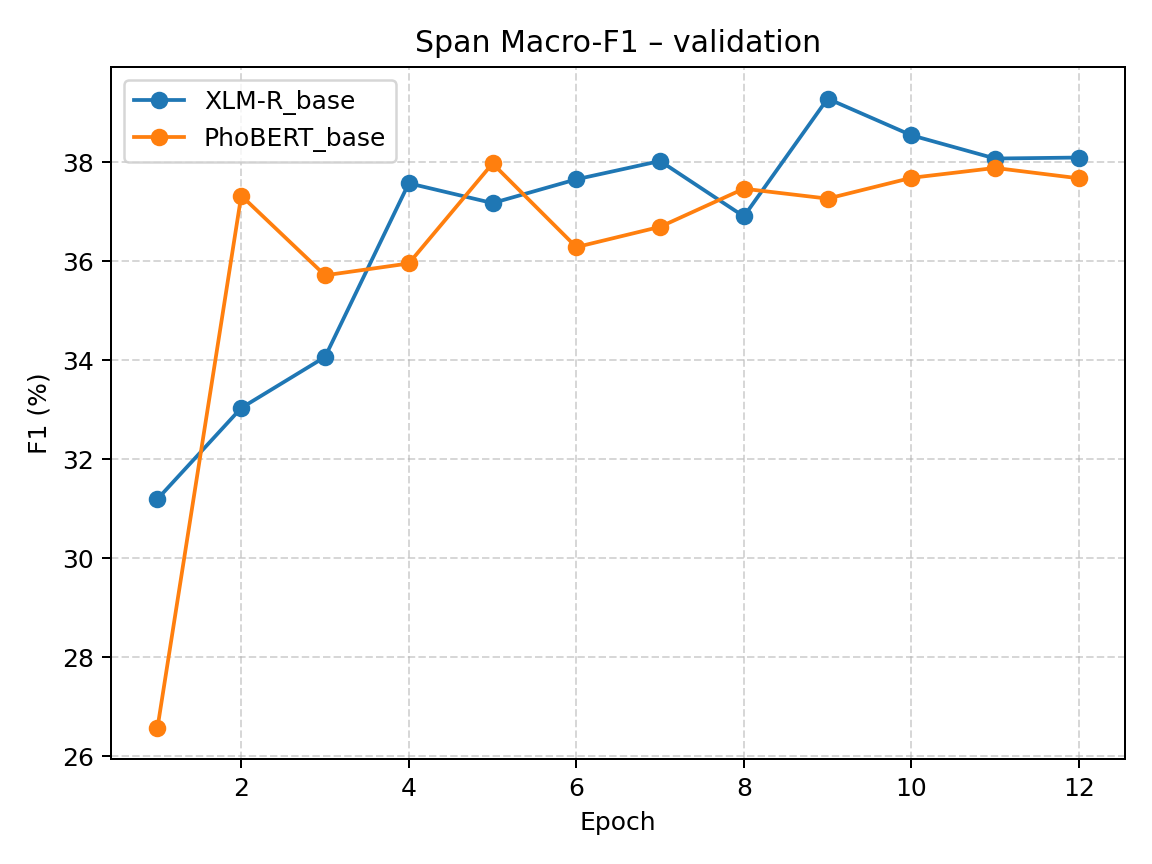 Span Macro-F1 – validation
XLM-R_base
PhoBERT_base
38
36
34
32
30
28
26
F1 (%)
2 4 6 8 10 12
Epoch